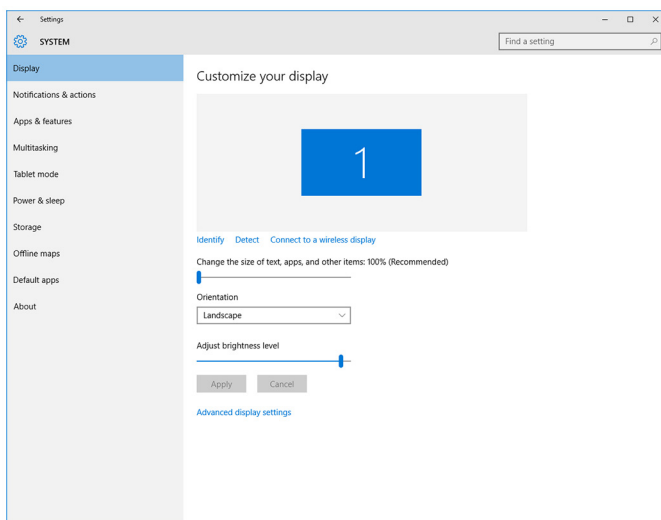 Settings
SYSTEM
Find a setting
Display
Notifications & actions
Apps & features
Multitasking
Tablet mode
Power & sleep
Storage
Offline maps
Default apps
About
Customize your display
1
Identify Detect Connect to a wireless display
Change the size of text, apps, and other items: 100% (Recommended)
Orientation
Landscape
Adjust brightness level
Apply Cancel
Advanced display settings